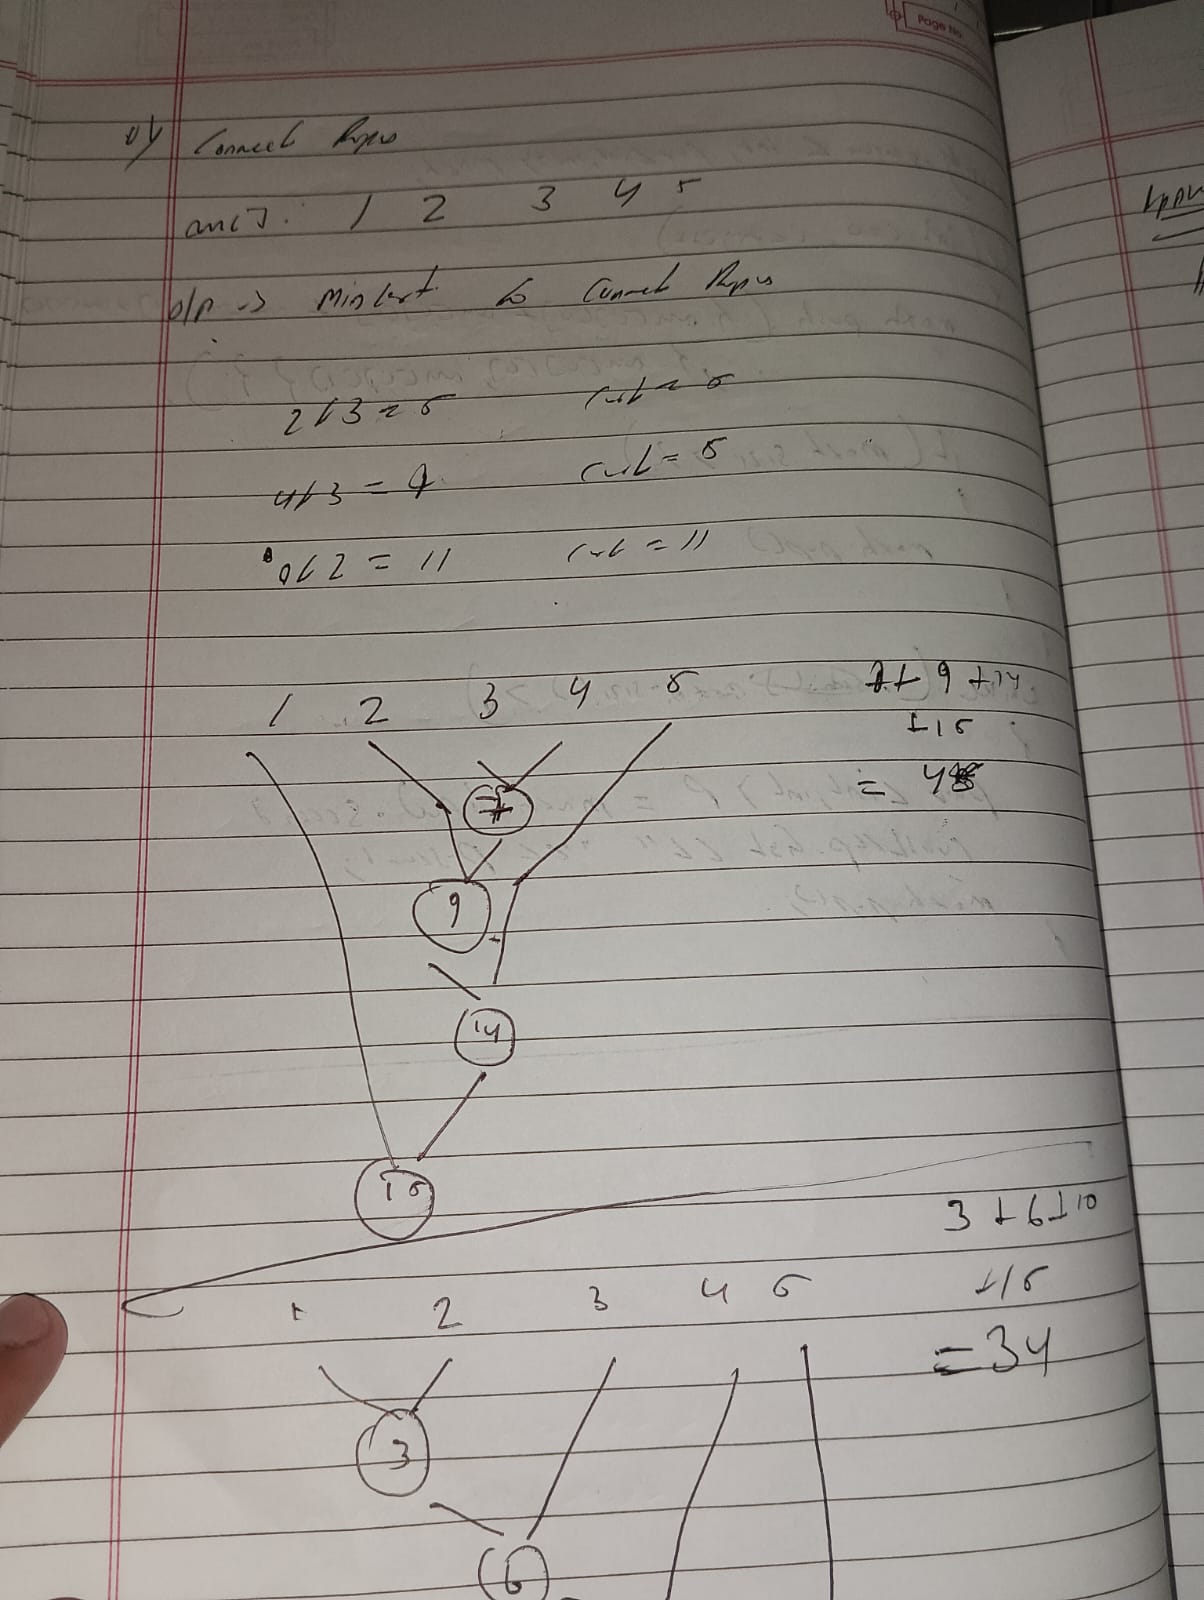 Page No.
Connect Ropes
arr[]: 1 2 3 4 5
o/p -> Min Cost to Connect Ropes
2+3 = 5 cost = 5
4+3 = 9 cost = 5
+2 = 11 cost = 11
1 2 3 4 5
7 + 9 + 14
+ 15
= 45
7
9
14
15
3 + 6 + 10
+ 15
= 34
1 2 3 4 5
3
6